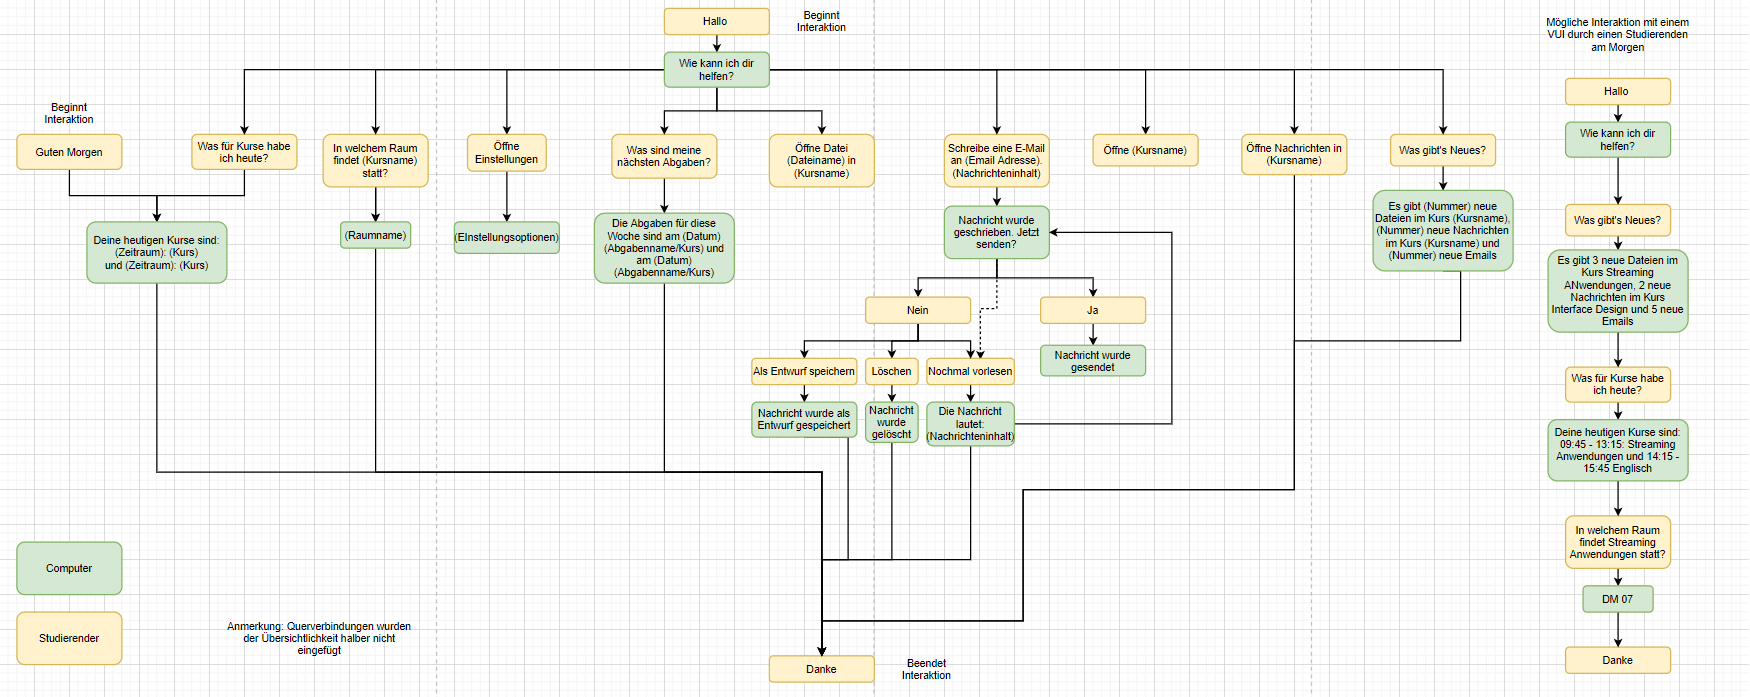 Hallo
Beginnt
Interaktion
Wie kann ich dir
helfen?
Beginnt
Interaktion
Guten Morgen
Was für Kurse habe
ich heute?
In welchem Raum
findet (Kursname)
statt?
Öffne
Einstellungen
Was sind meine
nächsten Abgaben?
Öffne Datei
(Dateiname) in
(Kursname)
Schreibe eine E-Mail
an (Email Adresse).
(Nachrichteninhalt)
Öffne (Kursname)
Öffne Nachrichten in
(Kursname)
Was gibt's Neues?
Deine heutigen Kurse sind:
(Zeitraum): (Kurs)
und (Zeitraum): (Kurs)
(Raumname)
(EInstellungsoptionen)
Die Abgaben für diese
Woche sind am (Datum)
(Abgabenname/Kurs) und
am (Datum)
(Abgabenname/Kurs)
Nachricht wurde
geschrieben. Jetzt
senden?
Es gibt (Nummer) neue
Dateien im Kurs (Kursname),
(Nummer) neue Nachrichten
im Kurs (Kursname) und
(Nummer) neue Emails
Nein
Ja
Nachricht wurde
gesendet
Als Entwurf speichern
Löschen
Nochmal vorlesen
Nachricht wurde als
Entwurf gespeichert
Nachricht
wurde
gelöscht
Die Nachricht
lautet:
(Nachrichteninhalt)
Computer
Studierender
Anmerkung: Querverbindungen wurden
der Übersichtlichkeit halber nicht
eingefügt
Danke
Beendet
Interaktion
Mögliche Interaktion mit einem
VUI durch einen Studierenden
am Morgen
Hallo
Wie kann ich dir
helfen?
Was gibt's Neues?
Es gibt 3 neue Dateien im
Kurs Streaming
ANwendungen, 2 neue
Nachrichten im Kurs
Interface Design und 5 neue
Emails
Was für Kurse habe
ich heute?
Deine heutigen Kurse sind:
09:45 - 13:15: Streaming
Anwendungen und 14:15 -
15:45 Englisch
In welchem Raum
findet Streaming
Anwendungen statt?
DM 07
Danke